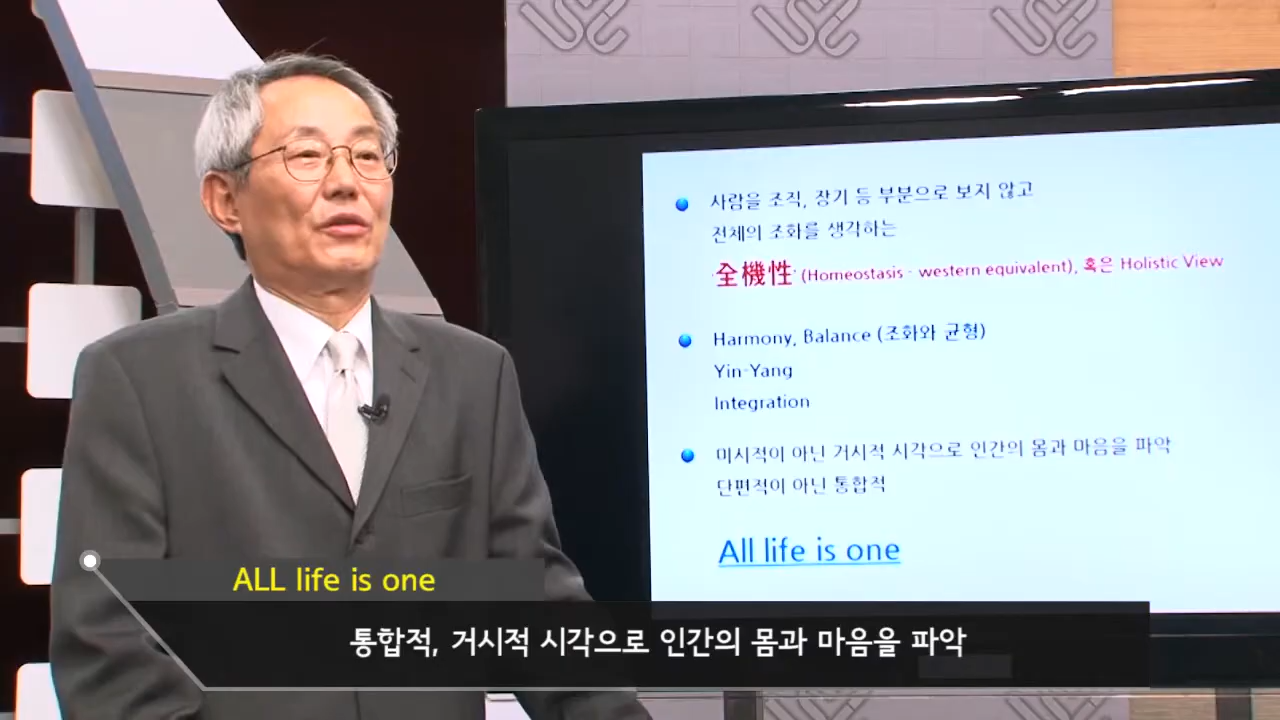 사람을 조직, 장기 등 부분으로 보지 않고
전체의 조화를 생각하는
全機性 (Homeostasis - western equivalent), 혹은 Holistic View
Harmony, Balance (조화와 균형)
Yin-Yang
Integration
미시적이 아닌 거시적 시각으로 인간의 몸과 마음을 파악
단편적이 아닌 통합적
All life is one
ALL life is one
통합적, 거시적 시각으로 인간의 몸과 마음을 파악